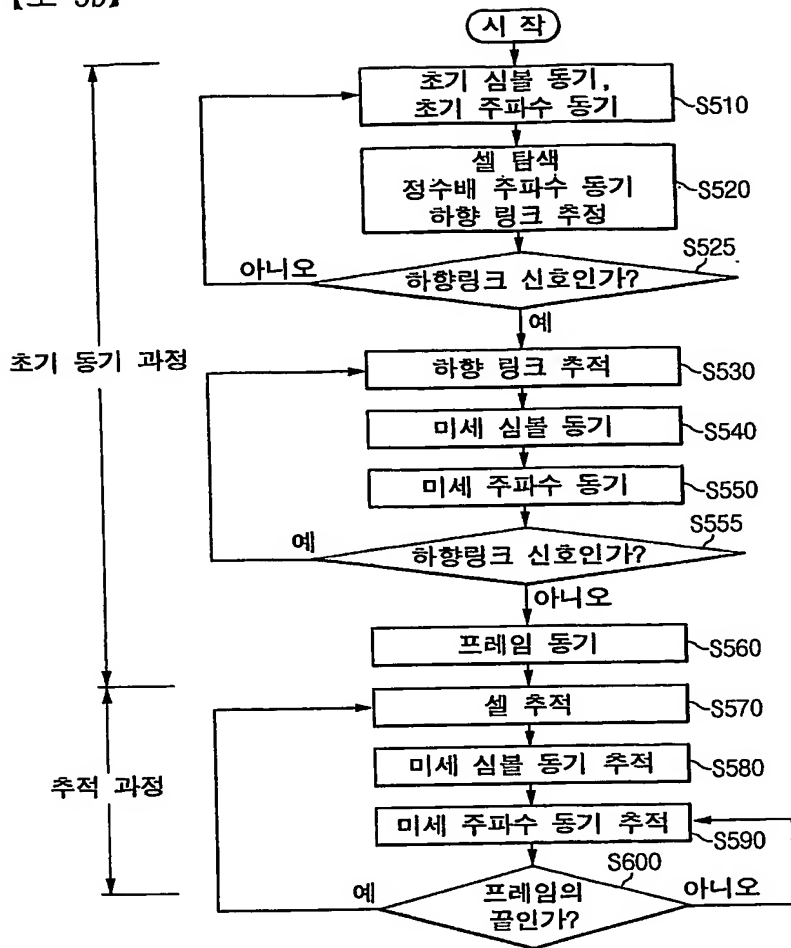 시 작
초기 심볼 동기,
초기 주파수 동기
S510
셀 탐색
정수배 주파수 동기
하향 링크 추정
S520
S525
아니오
하향링크 신호인가?
예
초기 동기 과정
하향 링크 추적
S530
미세 심볼 동기
S540
미세 주파수 동기
S550
S555
예
하향링크 신호인가?
아니오
프레임 동기
S560
셀 추적
S570
미세 심볼 동기 추적
S580
추적 과정
미세 주파수 동기 추적
S590
S600
예
프레임의
끝인가?
아니오